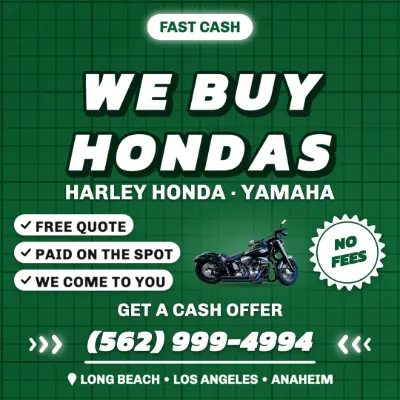 FAST CASH
WE BUY
HONDAS
HARLEY HONDA · YAMAHA
FREE QUOTE
PAID ON THE SPOT
WE COME TO YOU
NO
FEES
GET A CASH OFFER
(562) 999-4994
LONG BEACH • LOS ANGELES • ANAHEIM